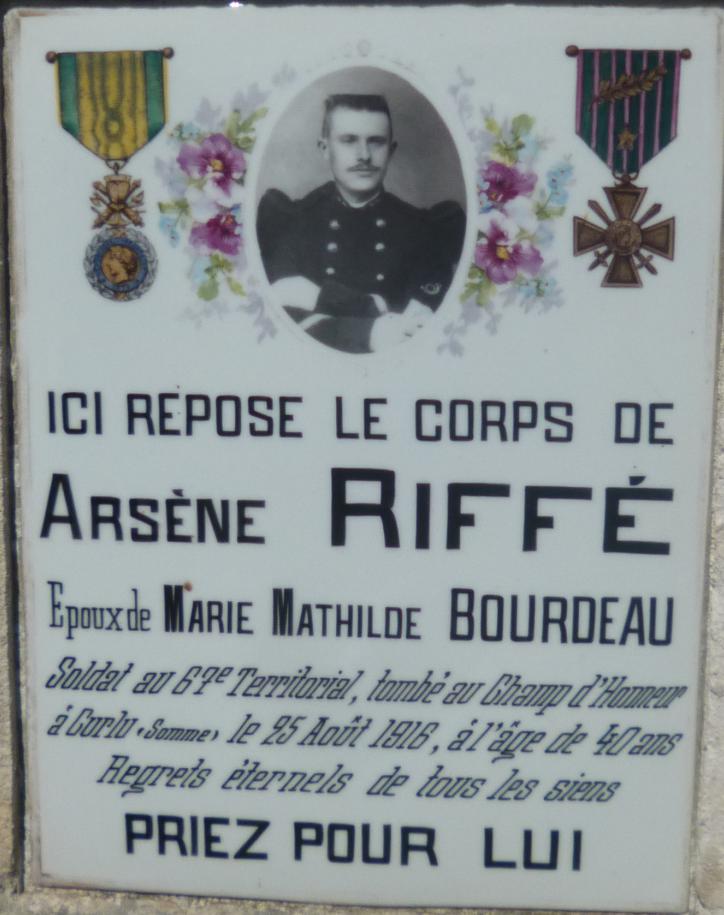 ICI REPOSE LE CORPS DE
ARSÈNE RIFFÉ
Epoux de MARIE MATHILDE BOURDEAU
Soldat au 67e Territorial, tombé au Champ d'Honneur
à Curlu (Somme) le 25 Août 1916, à l'âge de 40 ans
Regrets éternels de tous les siens
PRIEZ POUR LUI